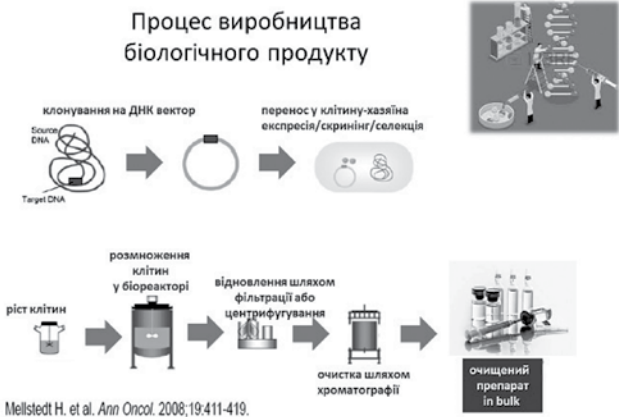 Процес виробництва
біологічного продукту
клонування на ДНК вектор
перенос у клітину-хазяїна
експресія/скринінг/селекція
Source
DNA
Target DNA
ріст клітин
розмноження
клітин
у біореакторі
відновлення шляхом
фільтрації або
центрифугування
очистка шляхом
хроматографії
очищений
препарат
in bulk
Mellstedt H. et al. Ann Oncol. 2008;19:411-419.